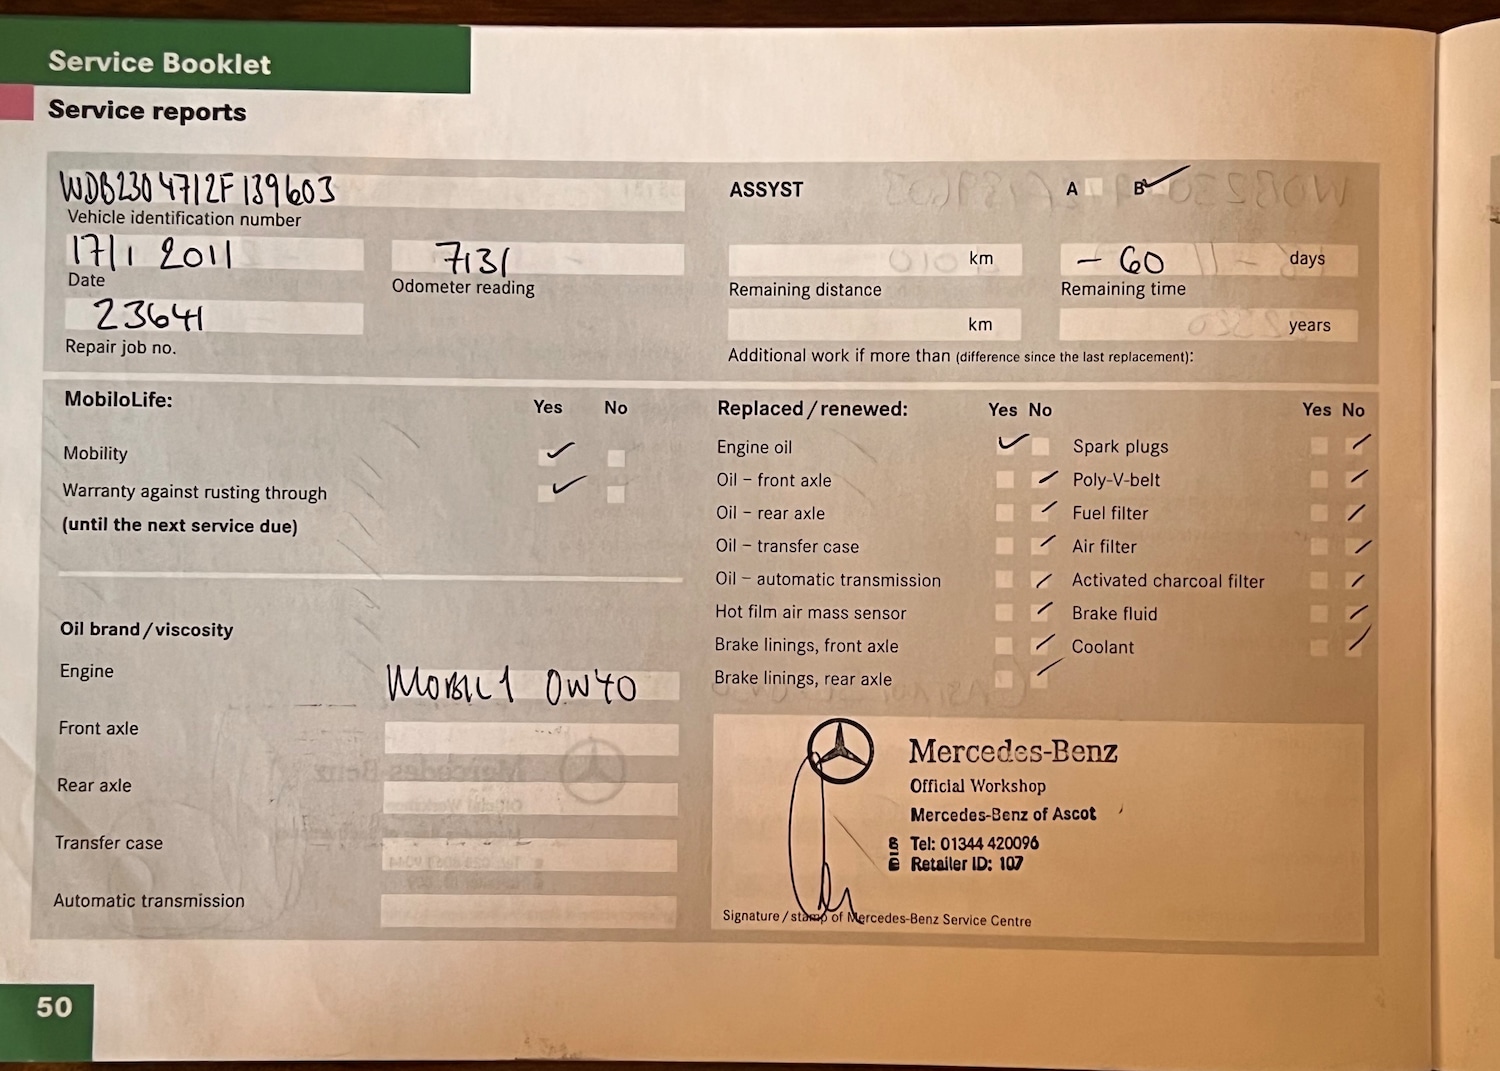 Service Booklet
Service reports
WDB2304712F139603
Vehicle identification number
17/1 2011
Date
7131
Odometer reading
23641
Repair job no.
ASSYST A B
km
Remaining distance
- 60 days
Remaining time
km
years
Additional work if more than (difference since the last replacement):
MobiloLife: Yes No
Mobility
Warranty against rusting through
(until the next service due)
Oil brand / viscosity
Engine MOBIL 1 0W40
Front axle
Rear axle
Transfer case
Automatic transmission
Replaced / renewed: Yes No Yes No
Engine oil Spark plugs
Oil – front axle Poly-V-belt
Oil – rear axle Fuel filter
Oil – transfer case Air filter
Oil – automatic transmission Activated charcoal filter
Hot film air mass sensor Brake fluid
Brake linings, front axle Coolant
Brake linings, rear axle
Mercedes-Benz
Official Workshop
Mercedes-Benz of Ascot
Tel: 01344 420096
Retailer ID: 107
Signature / stamp of Mercedes-Benz Service Centre
50